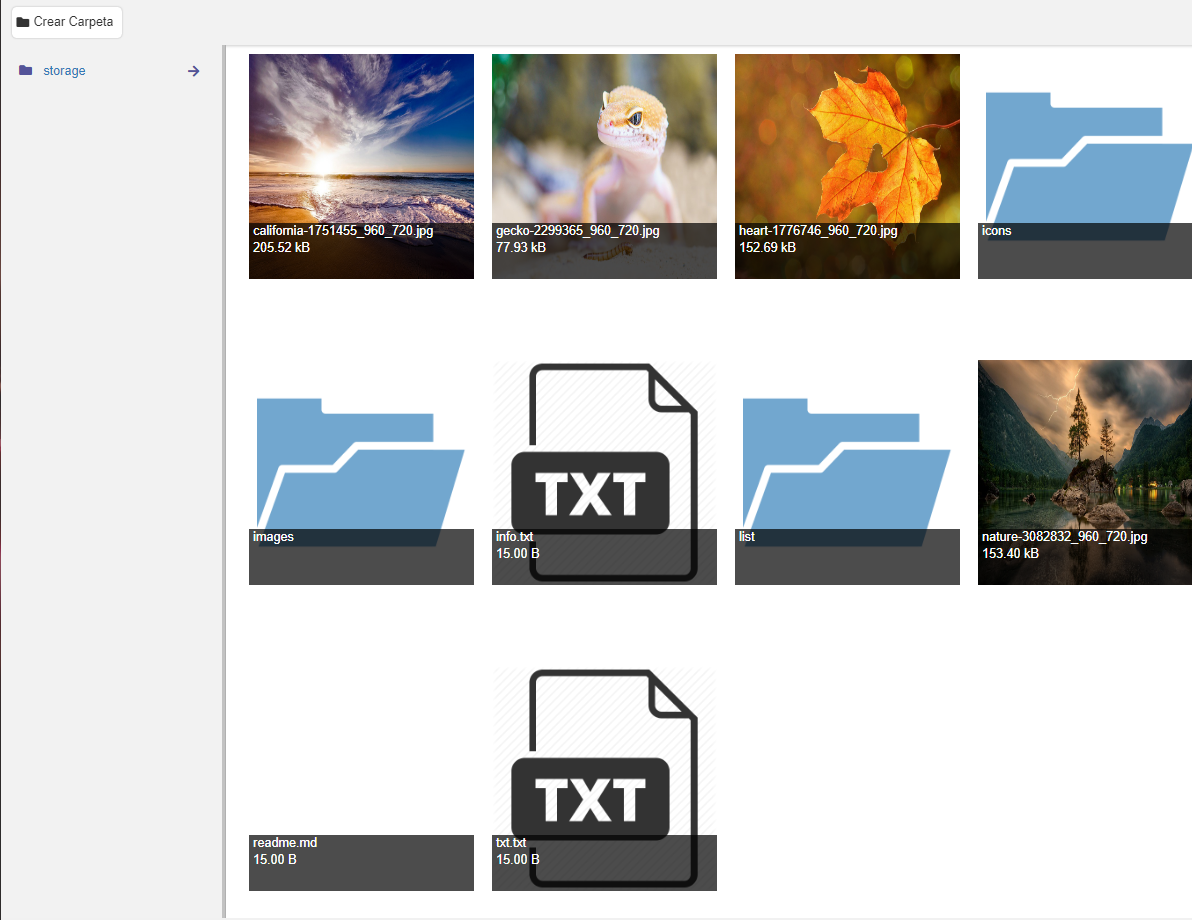 Crear Carpeta
storage
california-1751455_960_720.jpg
205.52 kB
gecko-2299365_960_720.jpg
77.93 kB
heart-1776746_960_720.jpg
152.69 kB
icons
images
TXT
info.txt
15.00 B
list
nature-3082832_960_720.jpg
153.40 kB
readme.md
15.00 B
TXT
txt.txt
15.00 B